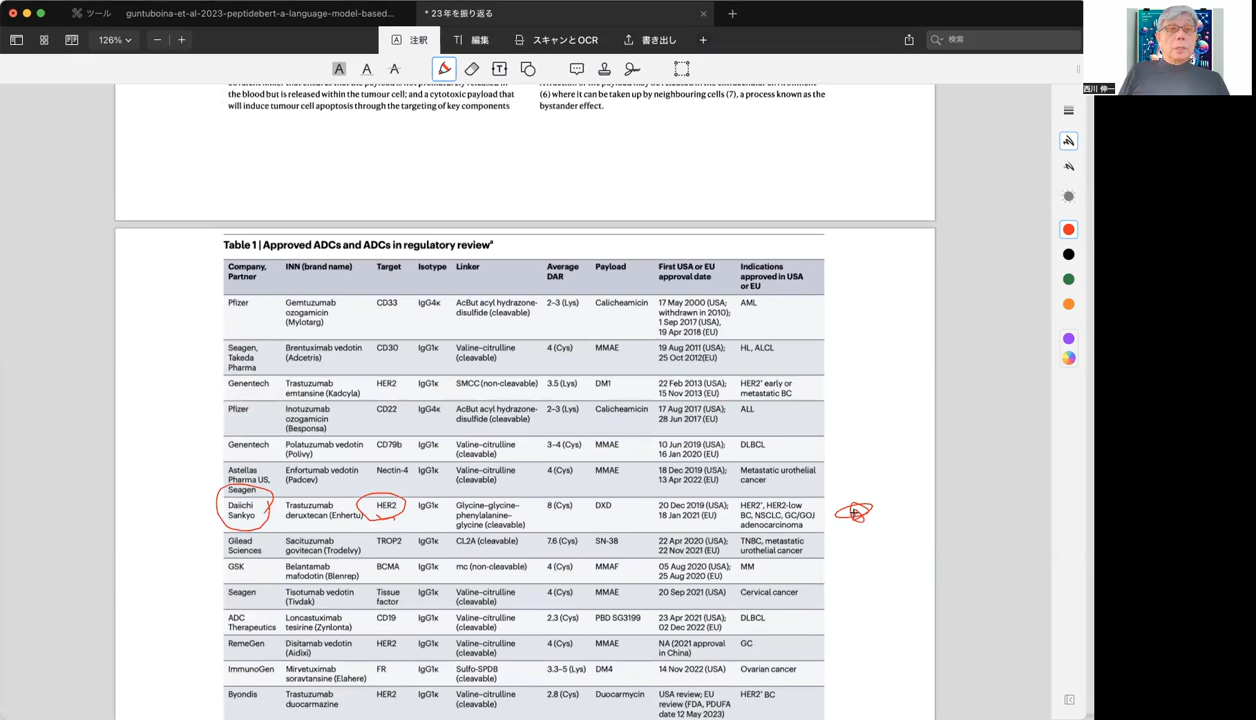 ツール
guntuboina-et-al-2023-peptidebert-a-language-model-based...
* 23年を振り返る
126%
A 注釈
編集
スキャンとOCR
書き出し
検索
the blood but is released within the tumour cell; and a cytotoxic payload that
will induce tumour cell apoptosis through the targeting of key components
(6) where it can be taken up by neighbouring cells (7), a process known as the
bystander effect.
西川 伸一
Table 1 | Approved ADCs and ADCs in regulatory reviewᵃ
Company, Partner INN (brand name) Target Isotype Linker Average DAR Payload First USA or EU approval date Indications approved in USA or EU
Pfizer Gemtuzumab ozogamicin (Mylotarg) CD33 IgG4κ AcBut acyl hydrazone-disulfide (cleavable) 2–3 (Lys) Calicheamicin 17 May 2000 (USA; withdrawn in 2010); 1 Sep 2017 (USA), 19 Apr 2018 (EU) AML
Seagen, Takeda Pharma Brentuximab vedotin (Adcetris) CD30 IgG1κ Valine–citrulline (cleavable) 4 (Cys) MMAE 19 Aug 2011 (USA); 25 Oct 2012(EU) HL, ALCL
Genentech Trastuzumab emtansine (Kadcyla) HER2 IgG1κ SMCC (non-cleavable) 3.5 (Lys) DM1 22 Feb 2013 (USA); 15 Nov 2013 (EU) HER2⁺ early or metastatic BC
Pfizer Inotuzumab ozogamicin (Besponsa) CD22 IgG4κ AcBut acyl hydrazone-disulfide (cleavable) 2–3 (Lys) Calicheamicin 17 Aug 2017 (USA); 28 Jun 2017 (EU) ALL
Genentech Polatuzumab vedotin (Polivy) CD79b IgG1κ Valine–citrulline (cleavable) 3–4 (Cys) MMAE 10 Jun 2019 (USA); 16 Jan 2020 (EU) DLBCL
Astellas Pharma US, Seagen Enfortumab vedotin (Padcev) Nectin-4 IgG1κ Valine–citrulline (cleavable) 4 (Cys) MMAE 18 Dec 2019 (USA); 13 Apr 2022 (EU) Metastatic urothelial cancer
Daiichi Sankyo Trastuzumab deruxtecan (Enhertu) HER2 IgG1κ Glycine–glycine–phenylalanine–glycine (cleavable) 8 (Cys) DXD 20 Dec 2019 (USA); 18 Jan 2021 (EU) HER2⁺, HER2-low BC, NSCLC, GC/GOJ adenocarcinoma
Gilead Sciences Sacituzumab govitecan (Trodelvy) TROP2 IgG1κ CL2A (cleavable) 7.6 (Cys) SN-38 22 Apr 2020 (USA); 22 Nov 2021 (EU) TNBC, metastatic urothelial cancer
GSK Belantamab mafodotin (Blenrep) BCMA IgG1κ mc (non-cleavable) 4 (Cys) MMAF 05 Aug 2020 (USA); 25 Aug 2020 (EU) MM
Seagen Tisotumab vedotin (Tivdak) Tissue factor IgG1κ Valine–citrulline (cleavable) 4 (Cys) MMAE 20 Sep 2021 (USA) Cervical cancer
ADC Therapeutics Loncastuximab tesirine (Zynlonta) CD19 IgG1κ Valine–citrulline (cleavable) 2.3 (Cys) PBD SG3199 23 Apr 2021 (USA); 02 Dec 2022 (EU) DLBCL
RemeGen Disitamab vedotin (Aidixi) HER2 IgG1κ Valine–citrulline (cleavable) 4 (Cys) MMAE NA (2021 approval in China) GC
ImmunoGen Mirvetuximab soravtansine (Elahere) FR IgG1κ Sulfo-SPDB (cleavable) 3.3–5 (Lys) DM4 14 Nov 2022 (USA) Ovarian cancer
Byondis Trastuzumab duocarmazine HER2 IgG1κ Valine–citrulline (cleavable) 2.8 (Cys) Duocarmycin USA review; EU review (FDA, PDUFA date 12 May 2023) HER2⁺ BC